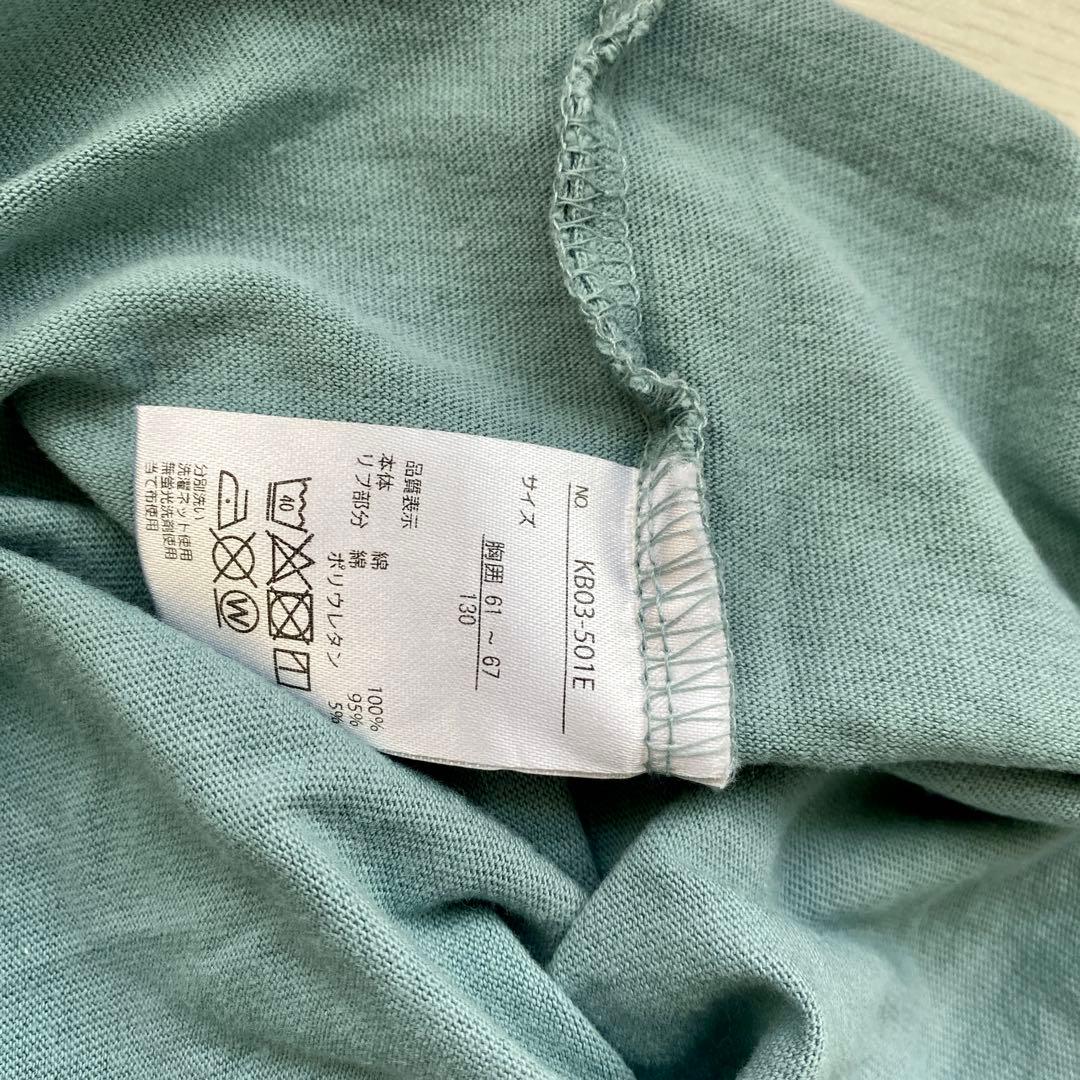 NO. KB03-501E
サイズ
胸囲 61 ~ 67
130
品質表示
本体 綿 100%
リブ部分 綿 95%
ポリウレタン 5%
40
W
分別洗い
洗濯ネット使用
無蛍光洗剤使用
当て布使用